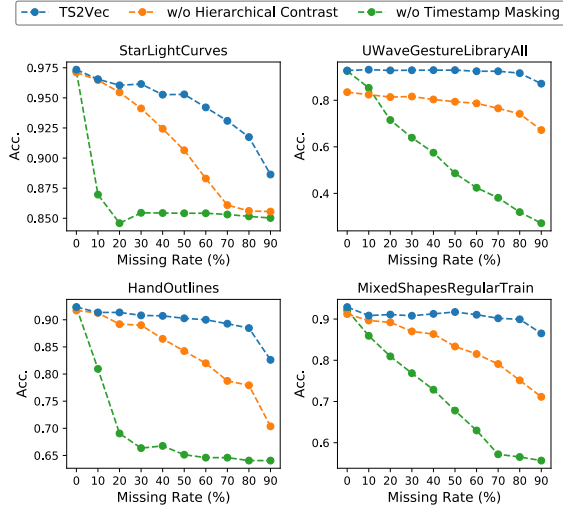 TS2Vec w/o Hierarchical Contrast w/o Timestamp Masking
StarLightCurves
0.975
0.950
0.925
0.900
0.875
0.850
Acc.
0 10 20 30 40 50 60 70 80 90
Missing Rate (%)
UWaveGestureLibraryAll
0.8
0.6
0.4
Acc.
0 10 20 30 40 50 60 70 80 90
Missing Rate (%)
HandOutlines
0.90
0.85
0.80
0.75
0.70
0.65
Acc.
0 10 20 30 40 50 60 70 80 90
Missing Rate (%)
MixedShapesRegularTrain
0.9
0.8
0.7
0.6
Acc.
0 10 20 30 40 50 60 70 80 90
Missing Rate (%)